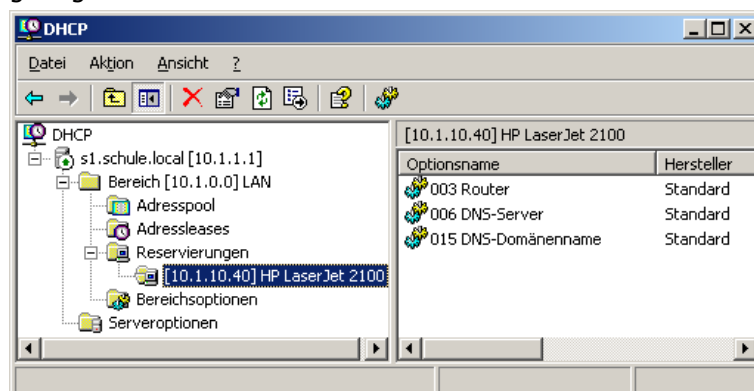 DHCP
Datei Aktion Ansicht ?
DHCP
s1.schule.local [10.1.1.1]
Bereich [10.1.0.0] LAN
Adresspool
Adressleases
Reservierungen
[10.1.10.40] HP LaserJet 2100
Bereichsoptionen
Serveroptionen
[10.1.10.40] HP LaserJet 2100
Optionsname Hersteller
003 Router Standard
006 DNS-Server Standard
015 DNS-Domänenname Standard